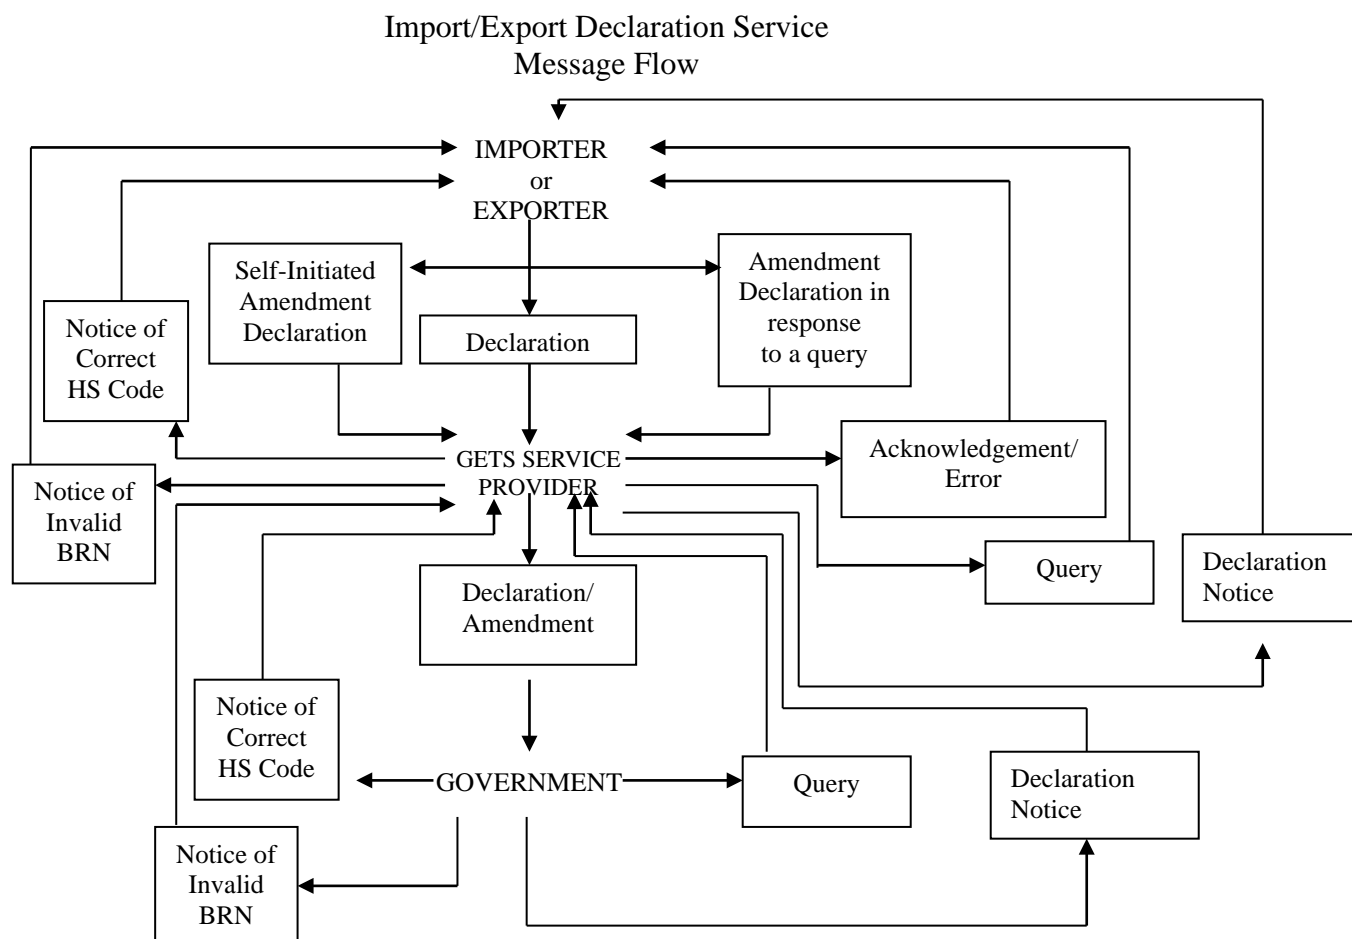 Import/Export Declaration Service
Message Flow
IMPORTER
or
EXPORTER
Self-Initiated
Amendment
Declaration
Amendment
Declaration in
response
to a query
Notice of
Correct
HS Code
Declaration
GETS SERVICE
PROVIDER
Acknowledgement/
Error
Notice of
Invalid
BRN
Query
Declaration
Notice
Declaration/
Amendment
Notice of
Correct
HS Code
GOVERNMENT
Query
Declaration
Notice
Notice of
Invalid
BRN